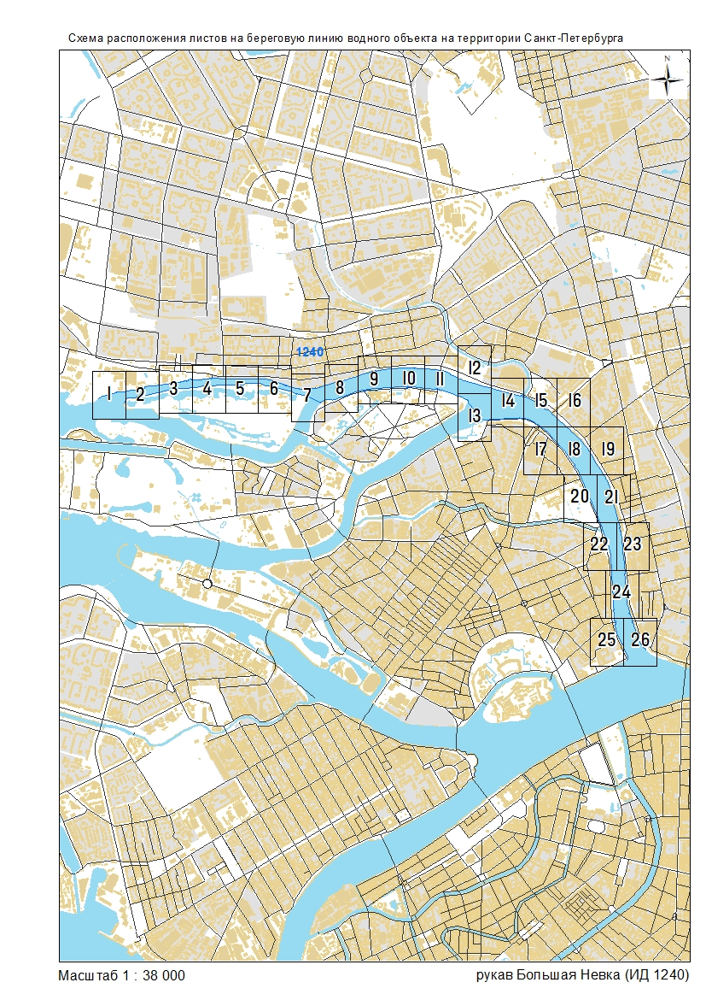 Схема расположения листов на береговую линию водного объекта на территории Санкт-Петербурга
N
1240
1 2 3 4 5 6 7 8 9 10 11 12
13 14 15 16
17 18 19
20 21
22 23
24
25 26
Масштаб 1 : 38 000
рукав Большая Невка (ИД 1240)